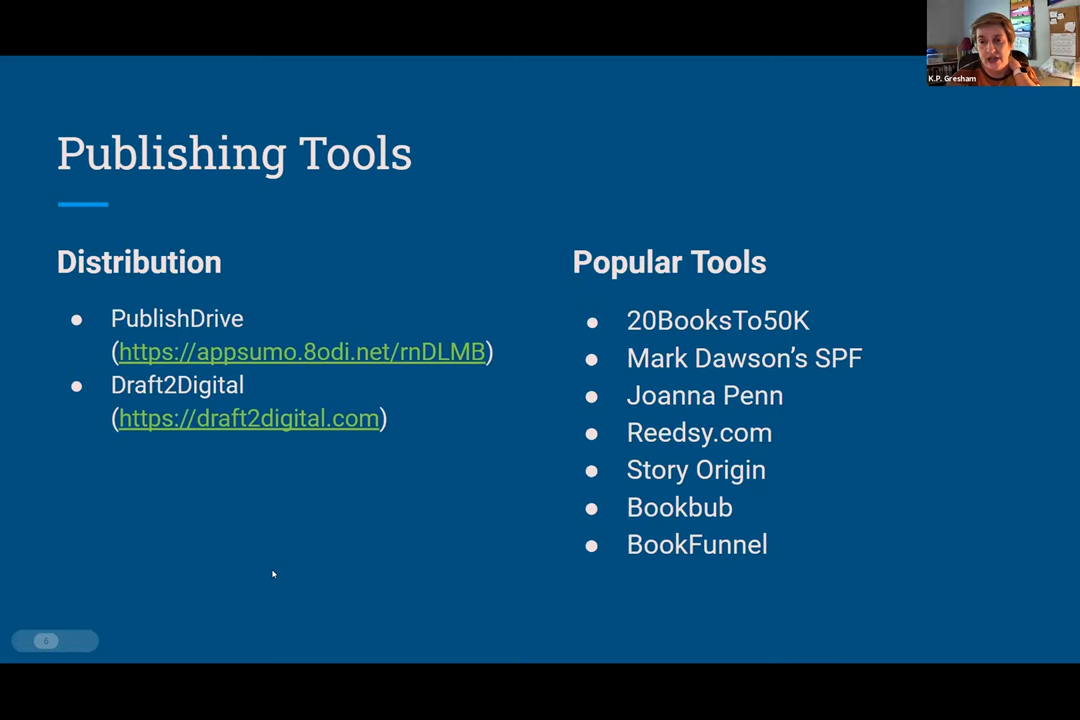 K.P. Gresham
Publishing Tools
Distribution
● PublishDrive
(https://appsumo.8odi.net/rnDLMB)
● Draft2Digital
(https://draft2digital.com)
Popular Tools
● 20BooksTo50K
● Mark Dawson’s SPF
● Joanna Penn
● Reedsy.com
● Story Origin
● Bookbub
● BookFunnel
6